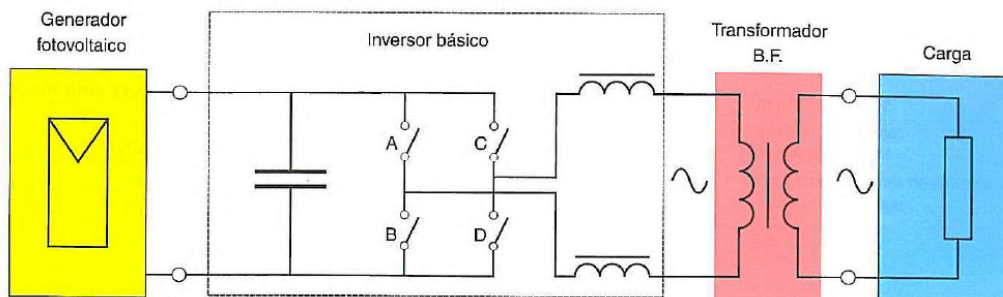 Generador
fotovoltaico
Inversor básico
Transformador
B.F.
Carga
A
C
B
D